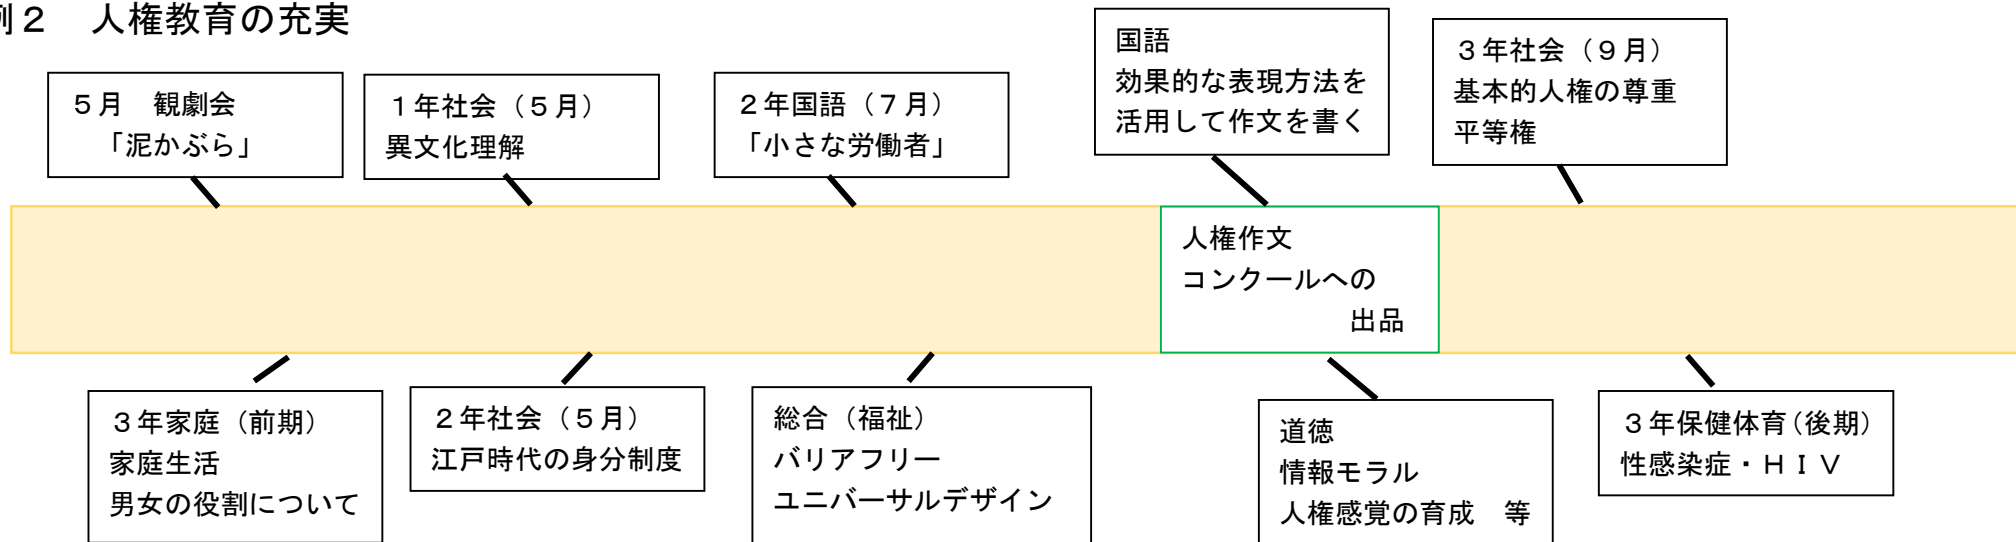 例２　人権教育の充実
５月　観劇会
「泥かぶら」
１年社会（５月）
異文化理解
２年国語（７月）
「小さな労働者」
国語
効果的な表現方法を
活用して作文を書く
３年社会（９月）
基本的人権の尊重
平等権
人権作文
コンクールへの
出品
３年家庭（前期）
家庭生活
男女の役割について
２年社会（５月）
江戸時代の身分制度
総合（福祉）
バリアフリー
ユニバーサルデザイン
道徳
情報モラル
人権感覚の育成　等
３年保健体育（後期）
性感染症・ＨＩＶ